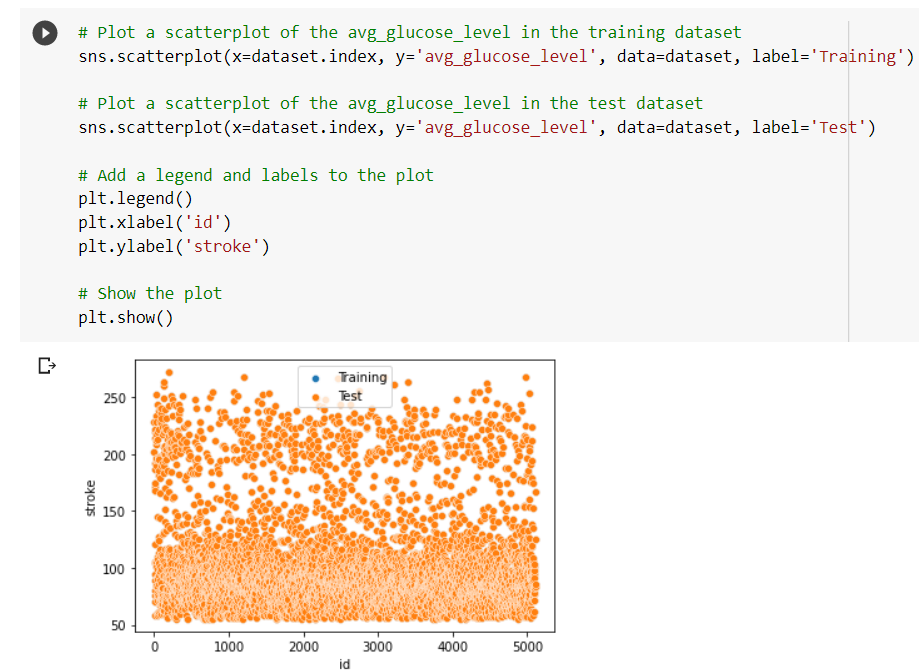 # Plot a scatterplot of the avg_glucose_level in the training dataset
sns.scatterplot(x=dataset.index, y='avg_glucose_level', data=dataset, label='Training')
# Plot a scatterplot of the avg_glucose_level in the test dataset
sns.scatterplot(x=dataset.index, y='avg_glucose_level', data=dataset, label='Test')
# Add a legend and labels to the plot
plt.legend()
plt.xlabel('id')
plt.ylabel('stroke')
# Show the plot
plt.show()
Training
Test
250
200
150
100
50
stroke
0 1000 2000 3000 4000 5000
id